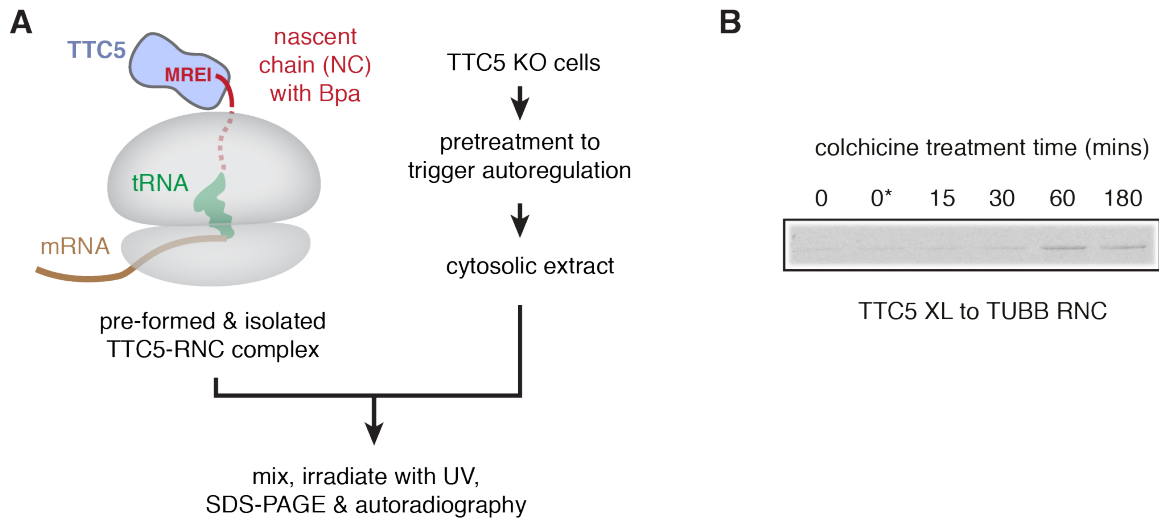 A
TTC5
MREI
nascent
chain (NC)
with Bpa
tRNA
mRNA
pre-formed & isolated
TTC5-RNC complex
TTC5 KO cells
pretreatment to
trigger autoregulation
cytosolic extract
mix, irradiate with UV,
SDS-PAGE & autoradiography
B
colchicine treatment time (mins)
0 0* 15 30 60 180
TTC5 XL to TUBB RNC